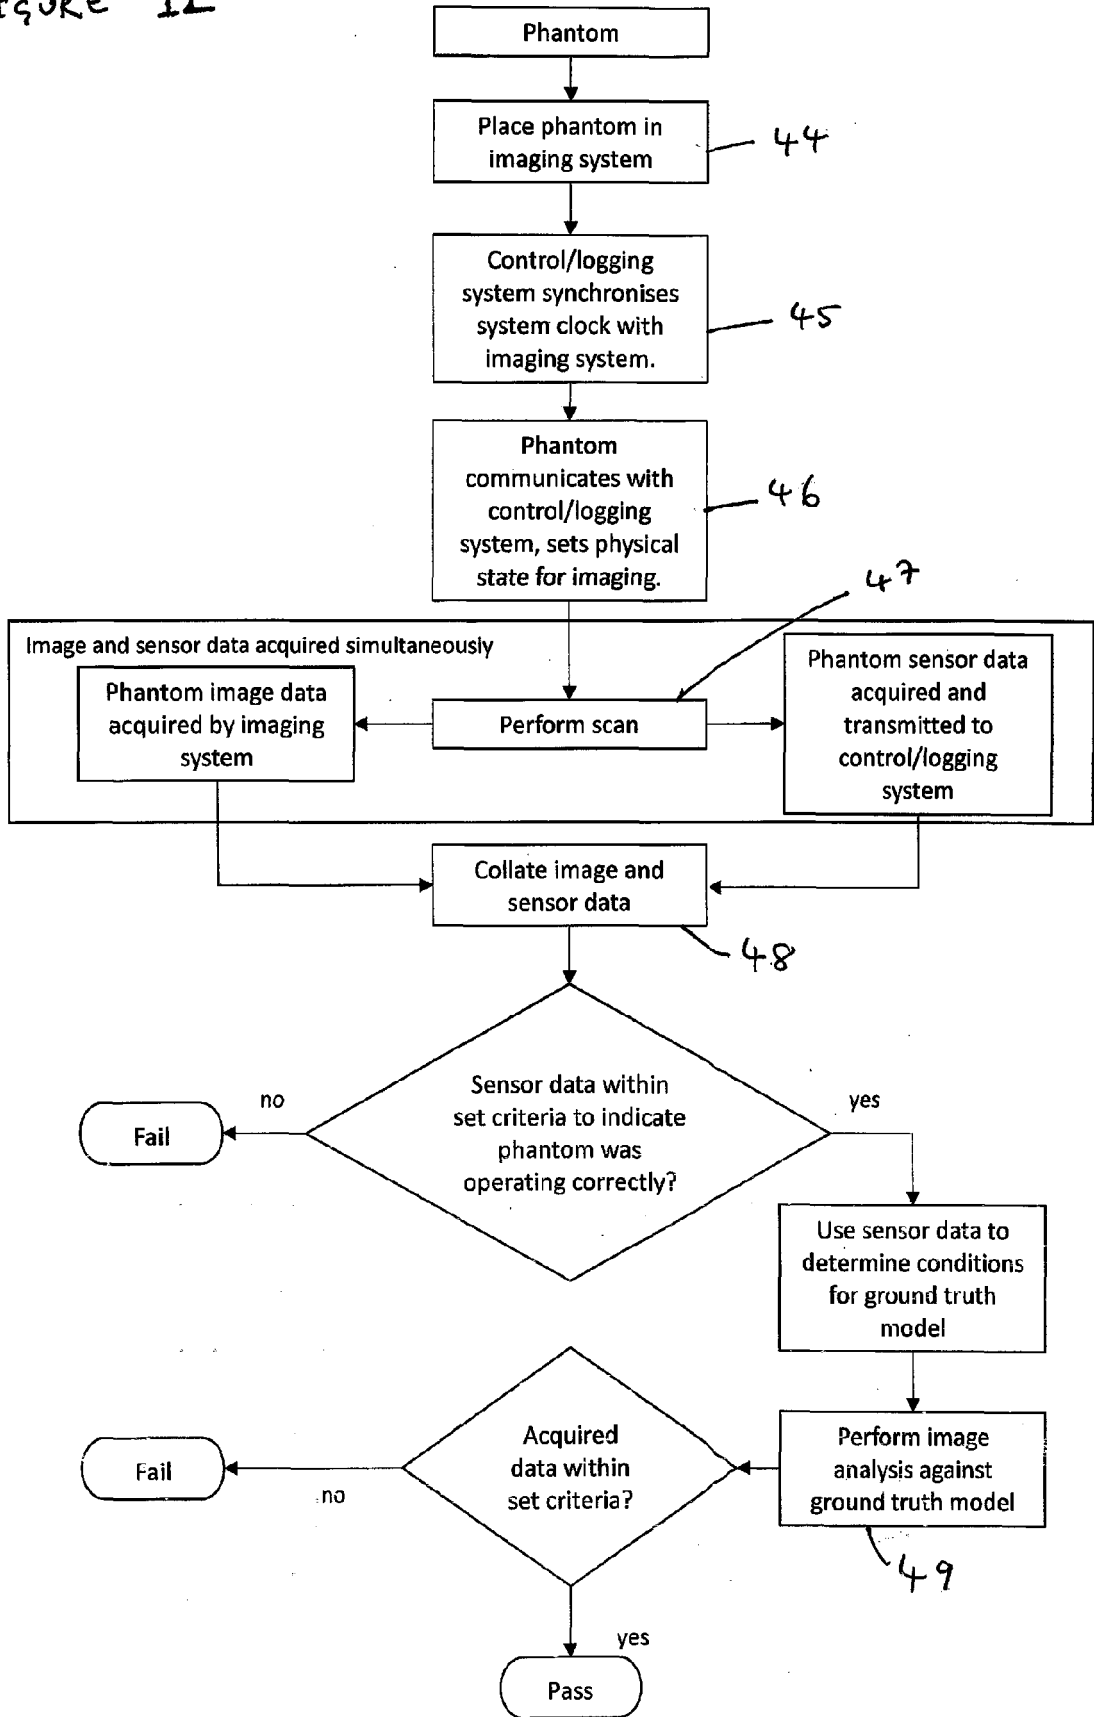 Phantom
Place phantom in
imaging system
44
Control/logging
system synchronises
system clock with
imaging system.
45
Phantom
communicates with
control/logging
system, sets physical
state for imaging.
46
47
Image and sensor data acquired simultaneously
Phantom image data
acquired by imaging
system
Perform scan
Phantom sensor data
acquired and
transmitted to
control/logging
system
Collate image and
sensor data
48
Sensor data within
set criteria to indicate
phantom was
operating correctly?
no
yes
Fail
Use sensor data to
determine conditions
for ground truth
model
Perform image
analysis against
ground truth model
49
Acquired
data within
set criteria?
no
Fail
yes
Pass